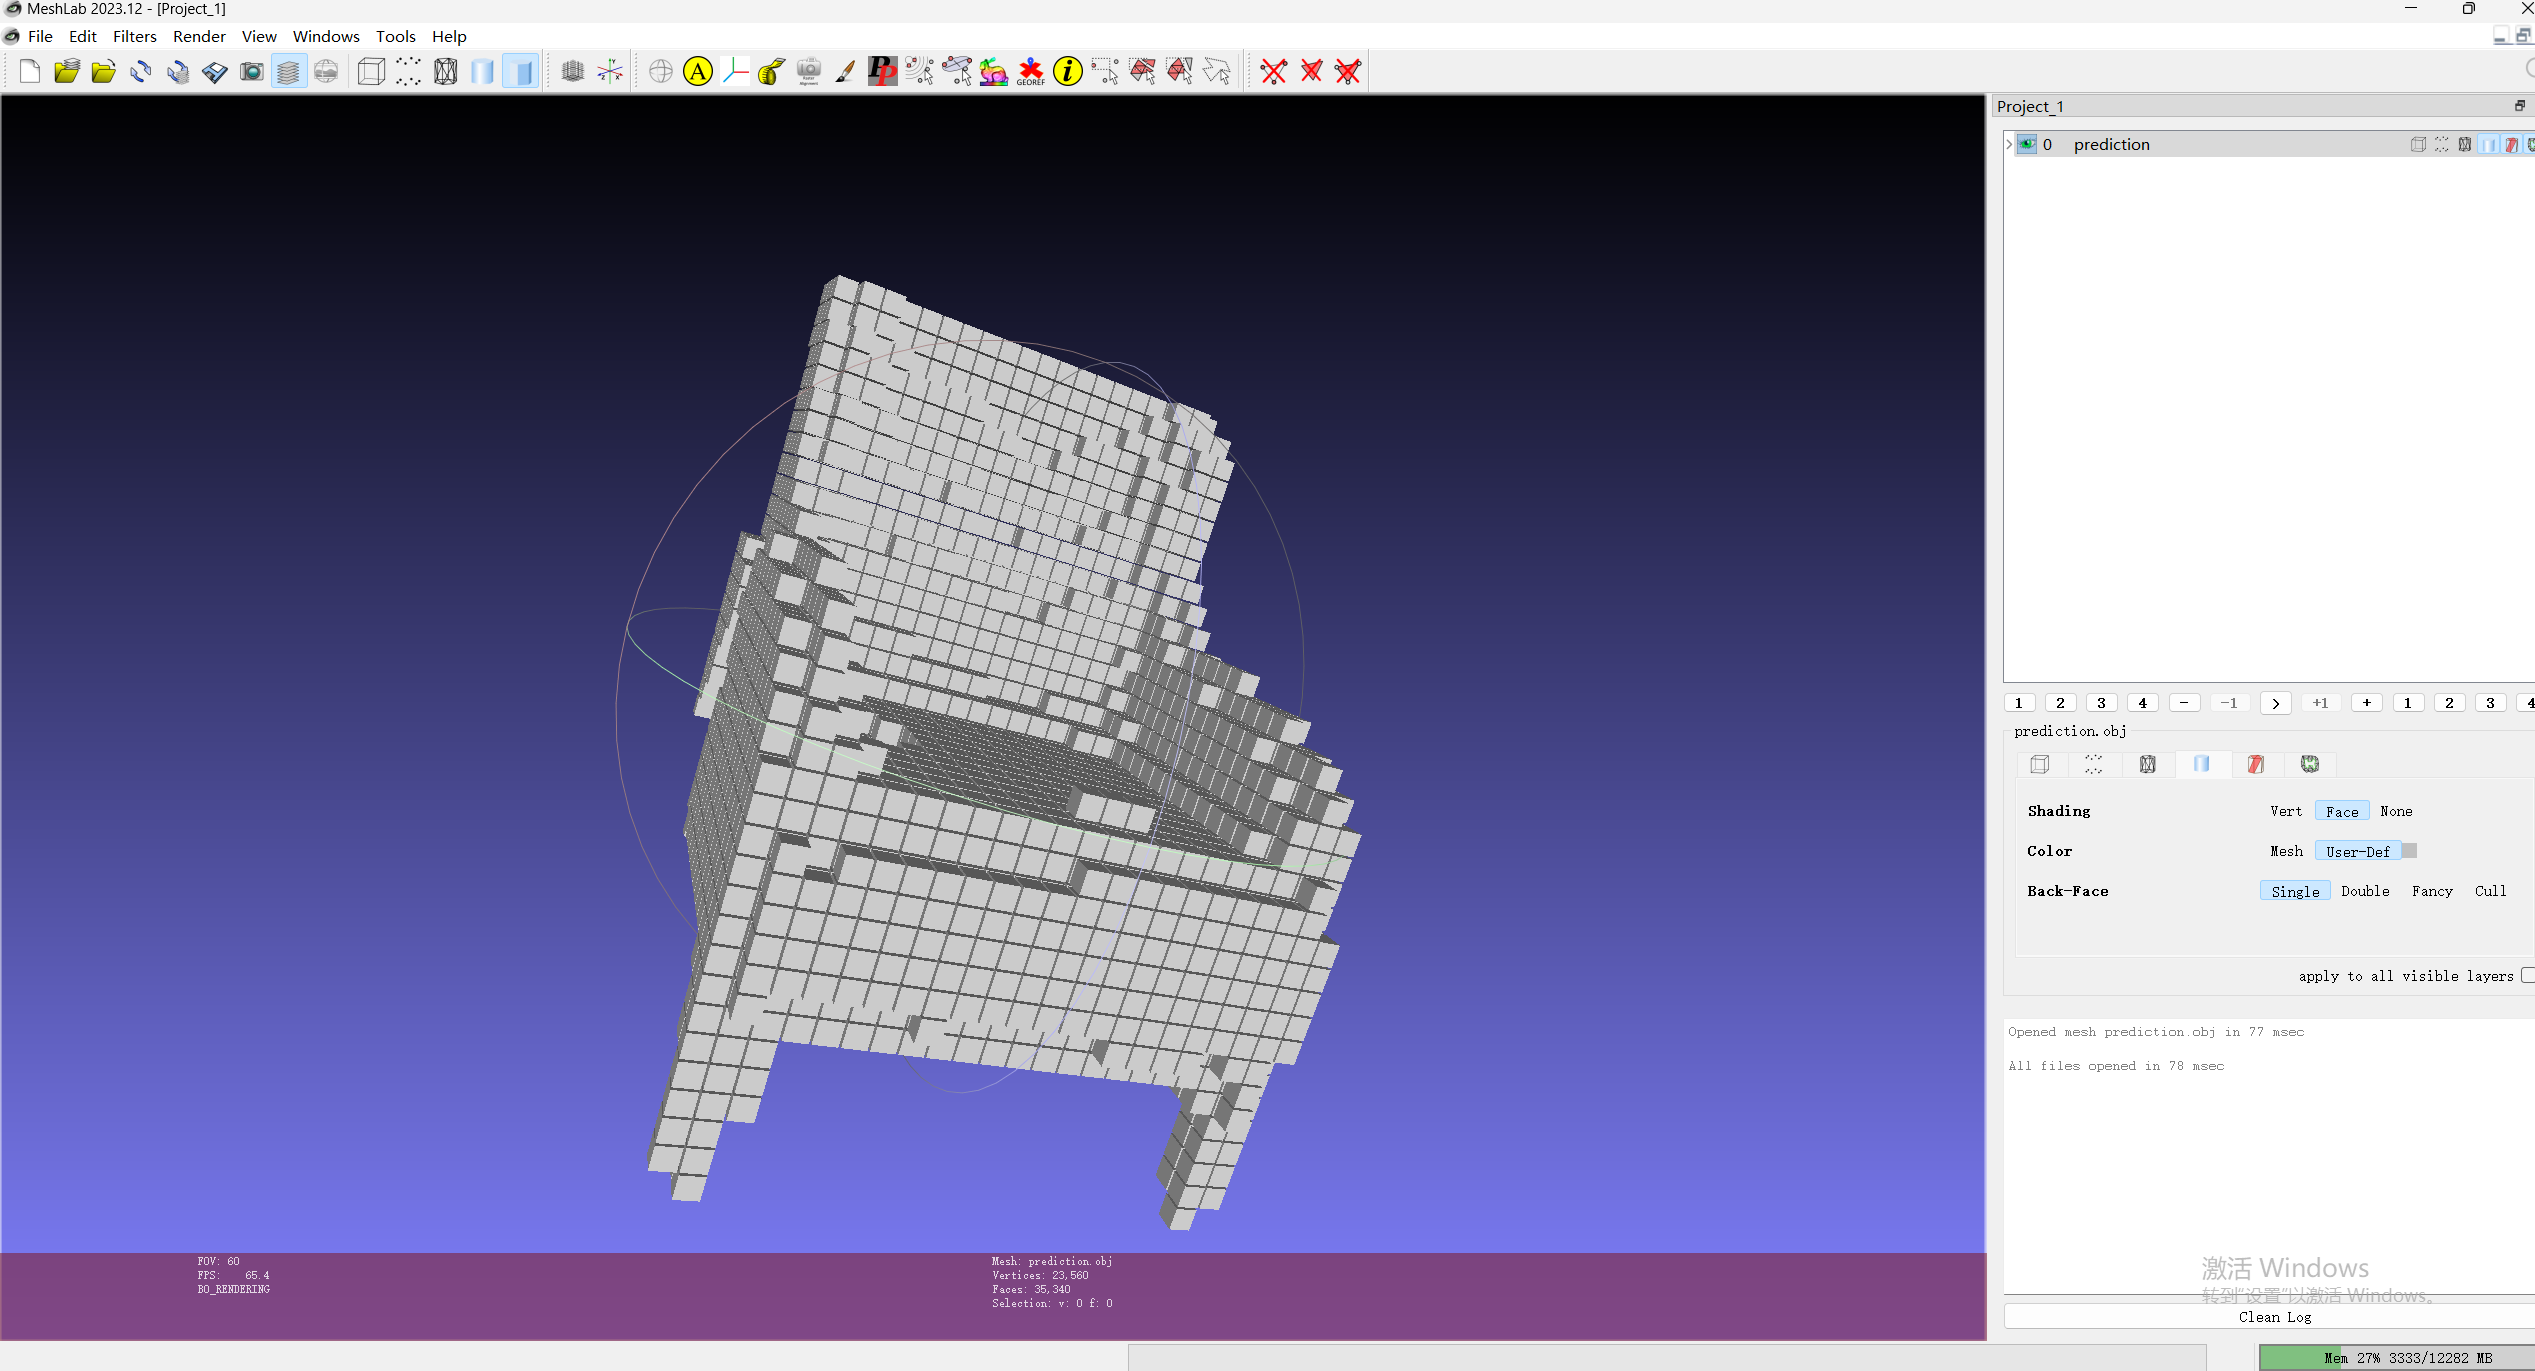 MeshLab 2023.12 - [Project_1]
File Edit Filters Render View Windows Tools Help
A
PP
GEOREF
i
Project_1
0 prediction
1 2 3 4 - -1 > +1 + 1 2 3 4
prediction.obj
Shading Vert Face None
Color Mesh User-Def
Back-Face Single Double Fancy Cull
apply to all visible layers
Opened mesh prediction.obj in 77 msec
All files opened in 78 msec
激活 Windows
转到"设置"以激活 Windows。
Clean Log
FOV: 60
FPS: 65.4
BO_RENDERING
Mesh: prediction.obj
Vertices: 23,560
Faces: 35,340
Selection: v: 0 f: 0
Mem 27% 3333/12282 MB